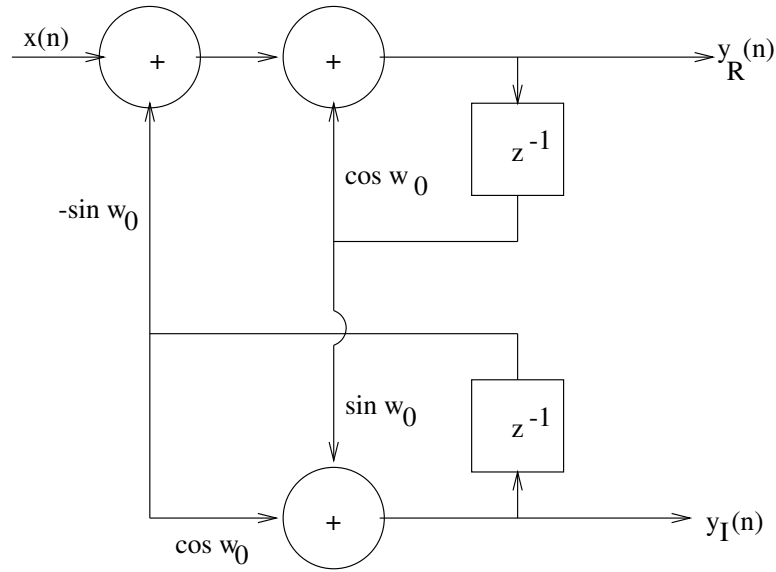 x(n)
+
+
y_R(n)
z^-1
cos w_0
-sin w_0
sin w_0
z^-1
+
y_I(n)
cos w_0